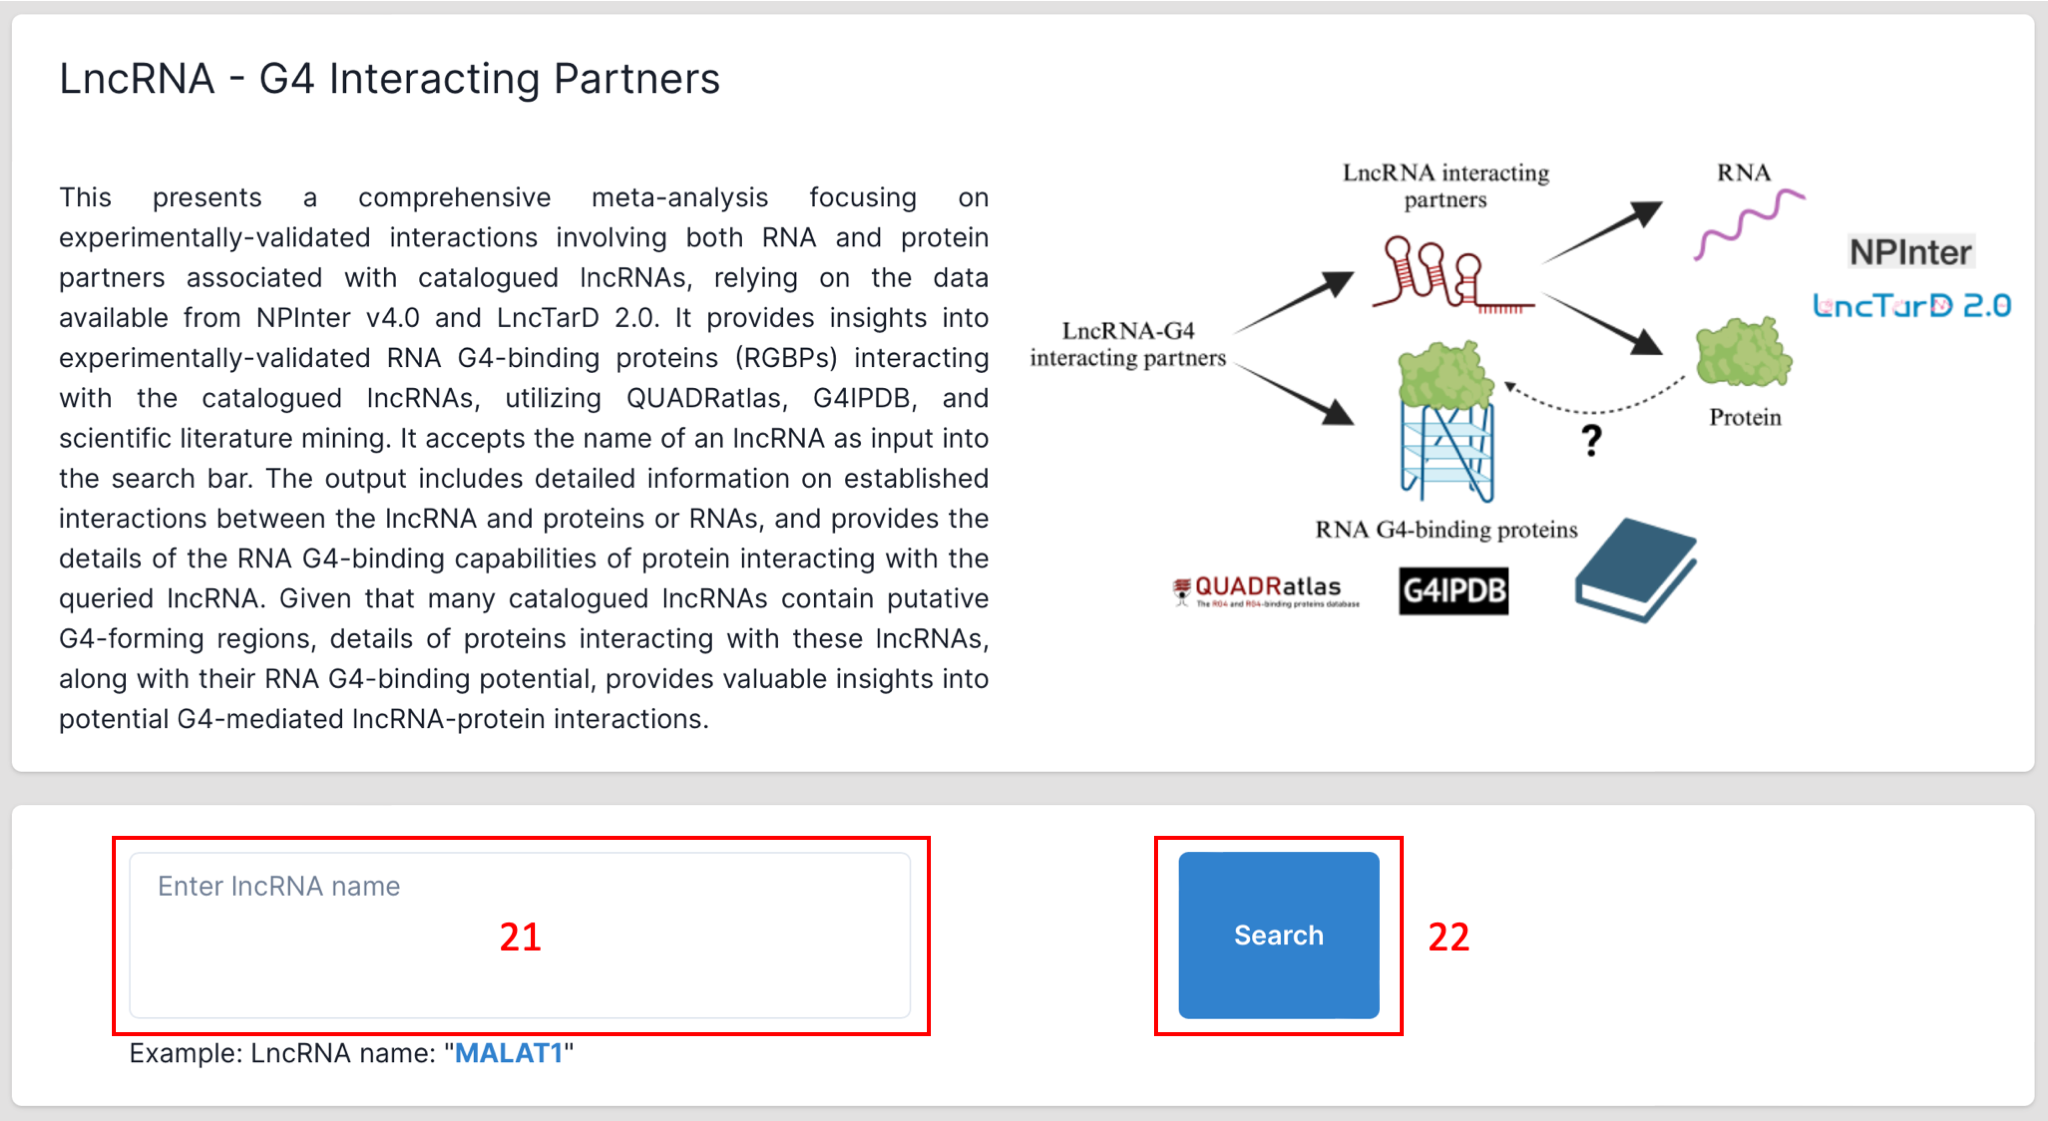 LncRNA - G4 Interacting Partners
This presents a comprehensive meta-analysis focusing on
experimentally-validated interactions involving both RNA and protein
partners associated with catalogued lncRNAs, relying on the data
available from NPInter v4.0 and LncTarD 2.0. It provides insights into
experimentally-validated RNA G4-binding proteins (RGBPs) interacting
with the catalogued lncRNAs, utilizing QUADRatlas, G4IPDB, and
scientific literature mining. It accepts the name of an lncRNA as input into
the search bar. The output includes detailed information on established
interactions between the lncRNA and proteins or RNAs, and provides the
details of the RNA G4-binding capabilities of protein interacting with the
queried lncRNA. Given that many catalogued lncRNAs contain putative
G4-forming regions, details of proteins interacting with these lncRNAs,
along with their RNA G4-binding potential, provides valuable insights into
potential G4-mediated lncRNA-protein interactions.
LncRNA interacting
partners
RNA
NPInter
LncTarD 2.0
LncRNA-G4
interacting partners
Protein
?
RNA G4-binding proteins
QUADRatlas
The RG4 and RG4-binding proteins database
G4IPDB
Enter lncRNA name
21
Search
22
Example: LncRNA name: "MALAT1"